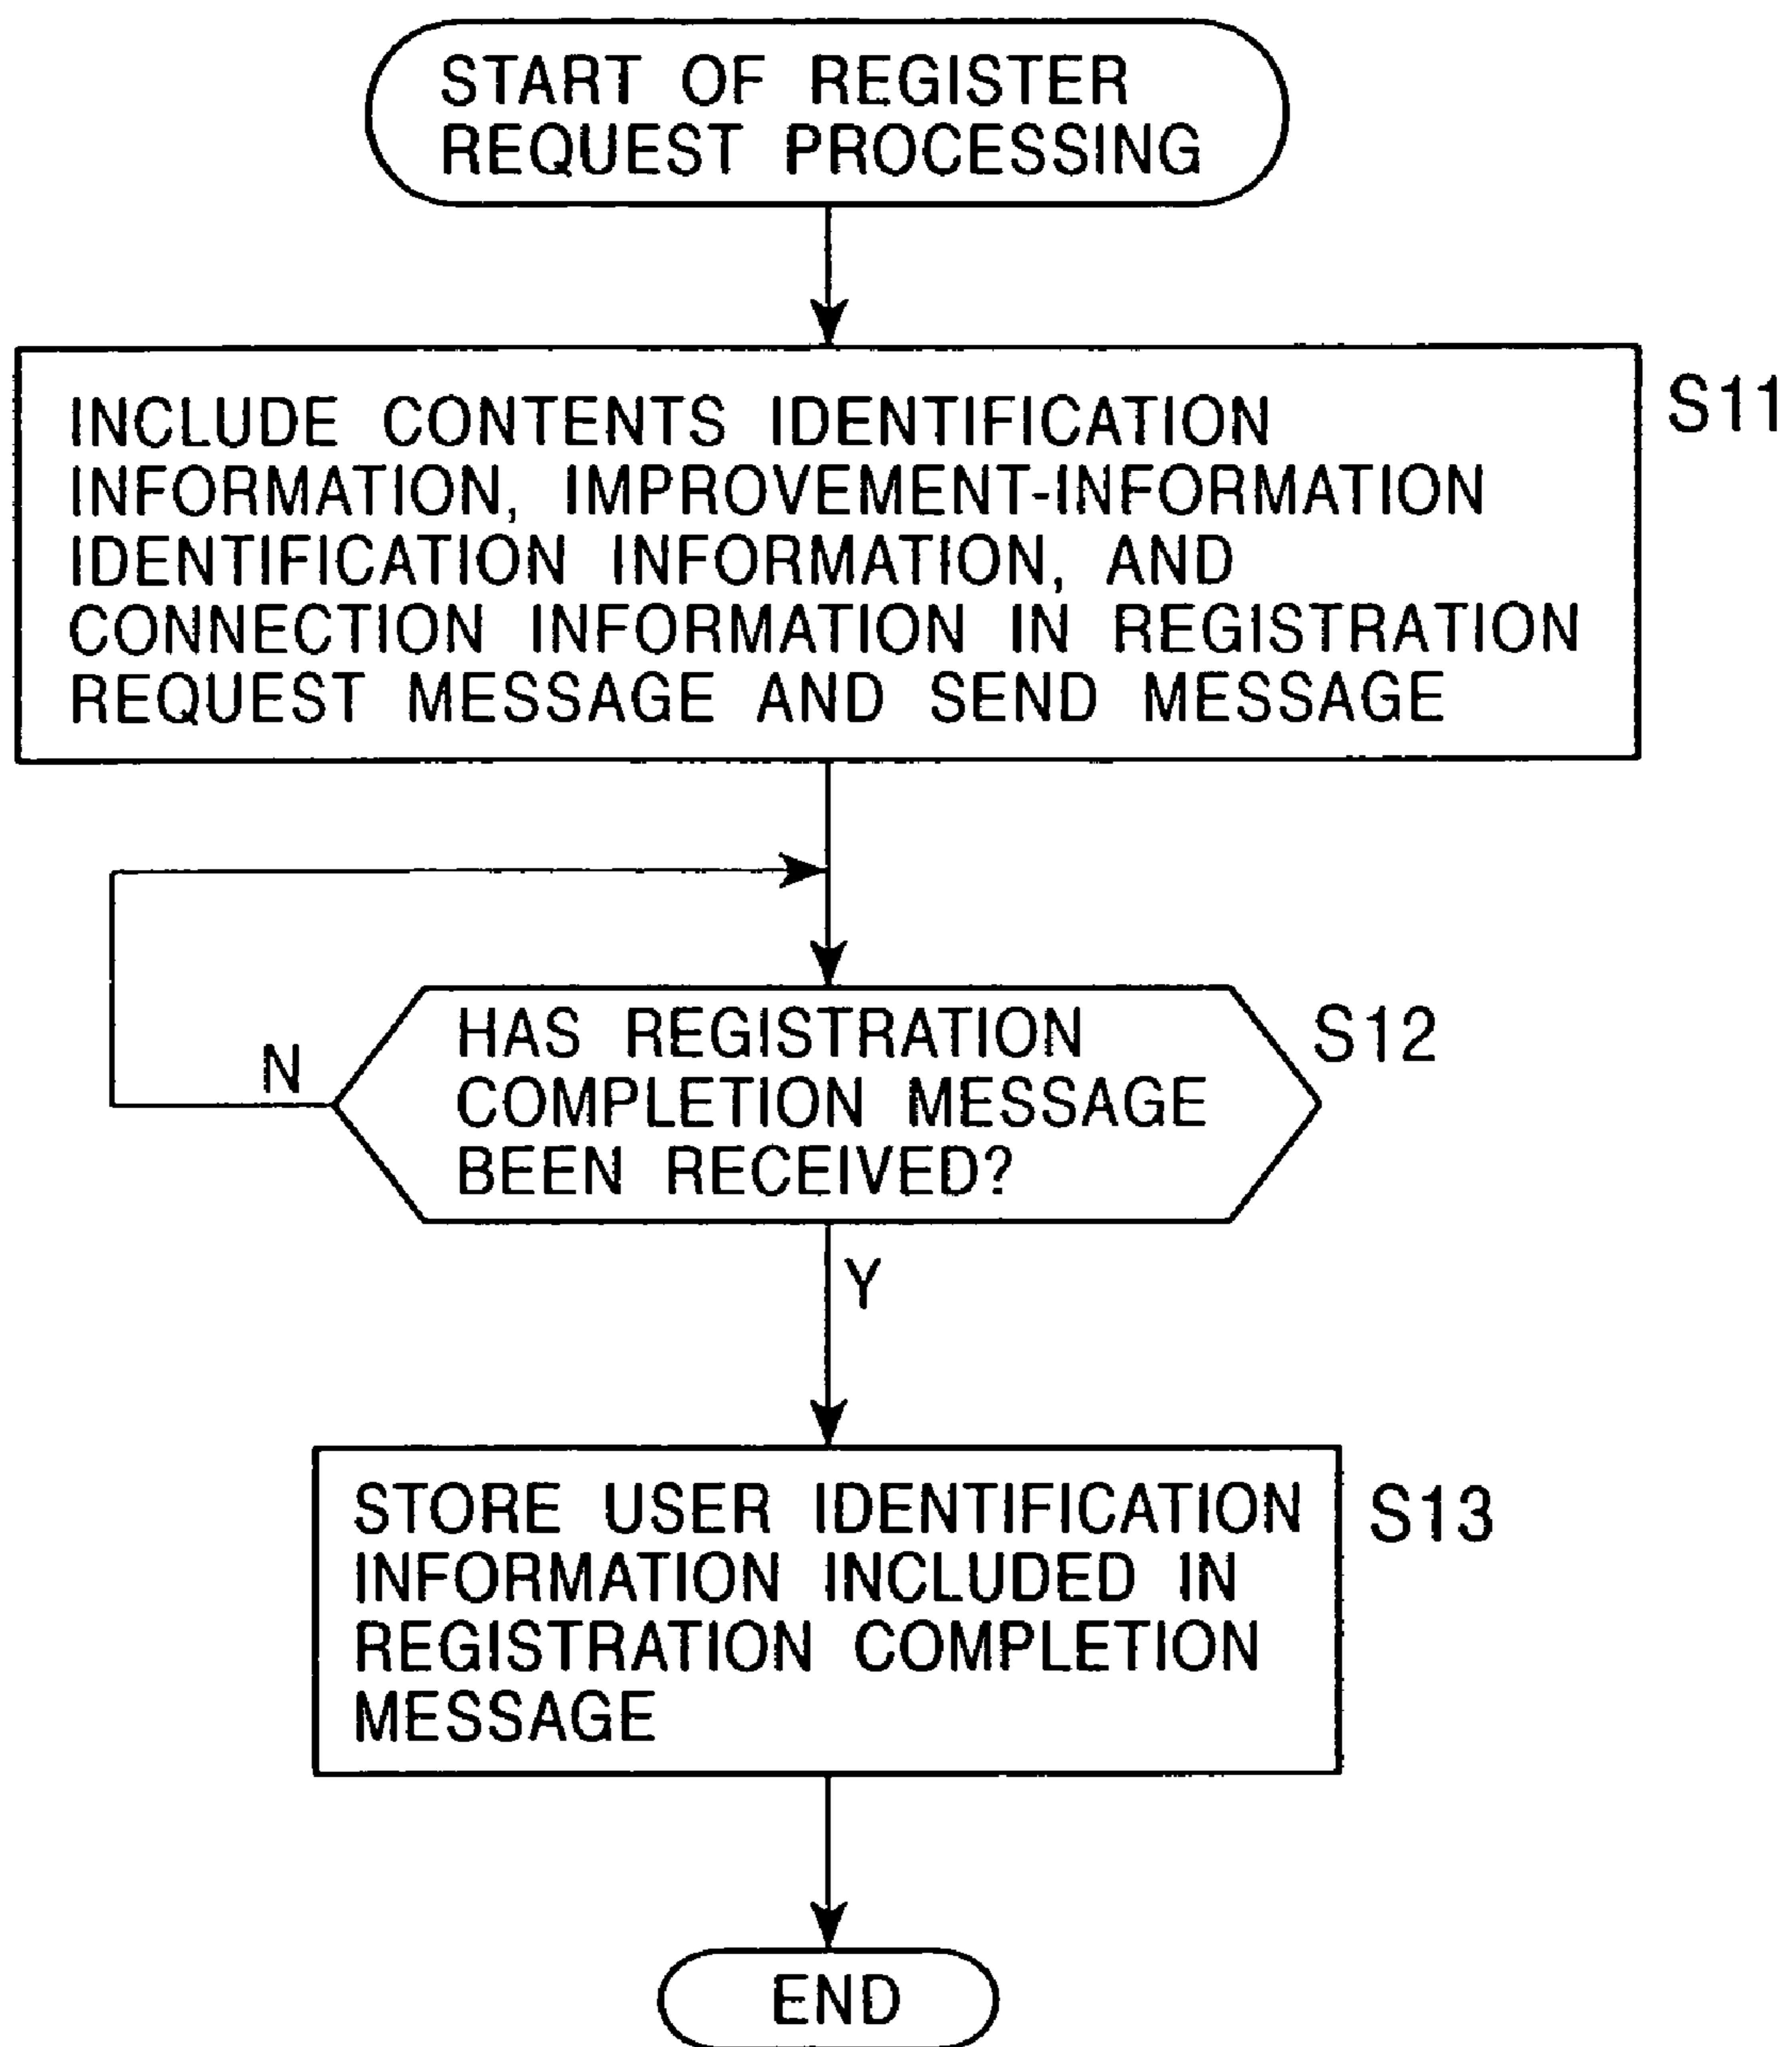 START OF REGISTER
REQUEST PROCESSING
INCLUDE CONTENTS IDENTIFICATION
INFORMATION, IMPROVEMENT-INFORMATION
IDENTIFICATION INFORMATION, AND
CONNECTION INFORMATION IN REGISTRATION
REQUEST MESSAGE AND SEND MESSAGE
S11
HAS REGISTRATION
COMPLETION MESSAGE
BEEN RECEIVED?
S12
N
Y
STORE USER IDENTIFICATION
INFORMATION INCLUDED IN
REGISTRATION COMPLETION
MESSAGE
S13
END